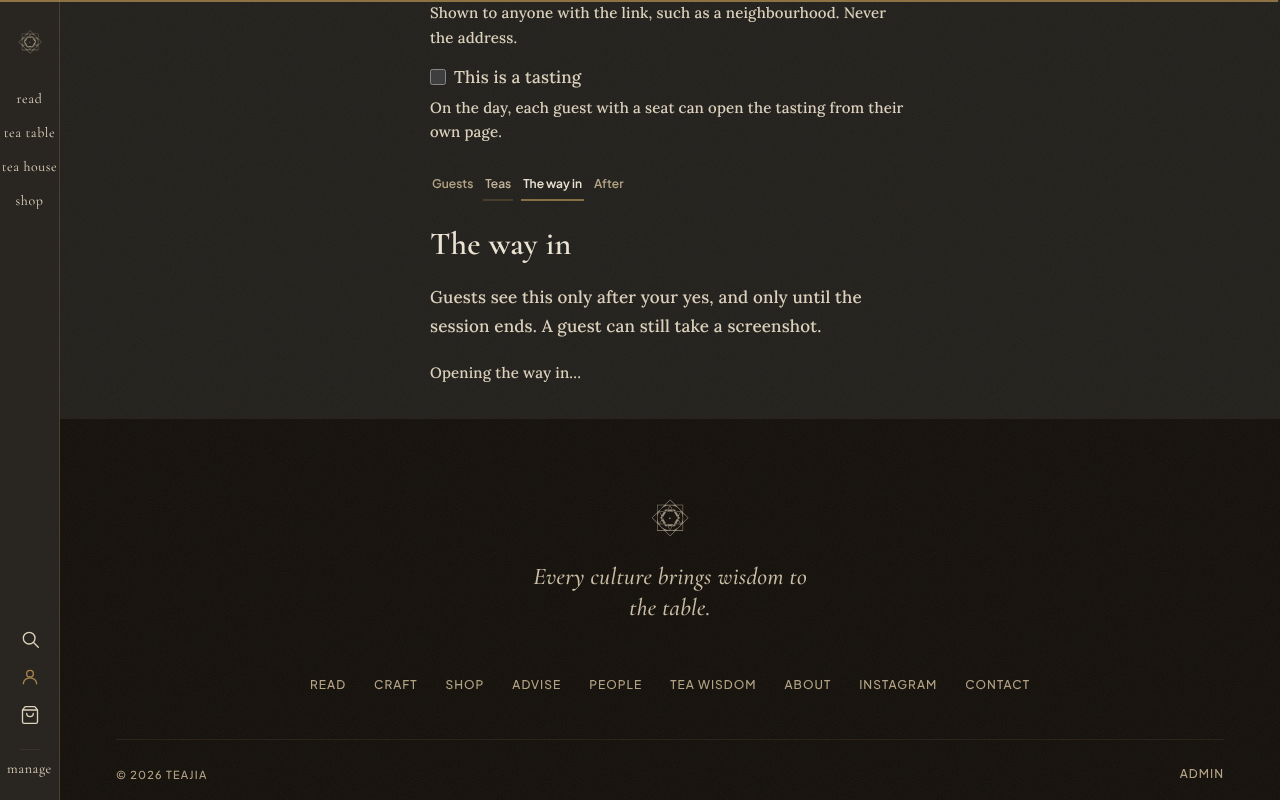 read
tea table
tea house
shop
manage
Shown to anyone with the link, such as a neighbourhood. Never
the address.
This is a tasting
On the day, each guest with a seat can open the tasting from their
own page.
Guests Teas The way in After
The way in
Guests see this only after your yes, and only until the
session ends. A guest can still take a screenshot.
Opening the way in...
Every culture brings wisdom to
the table.
READ CRAFT SHOP ADVISE PEOPLE TEA WISDOM ABOUT INSTAGRAM CONTACT
© 2026 TEAJIA
ADMIN